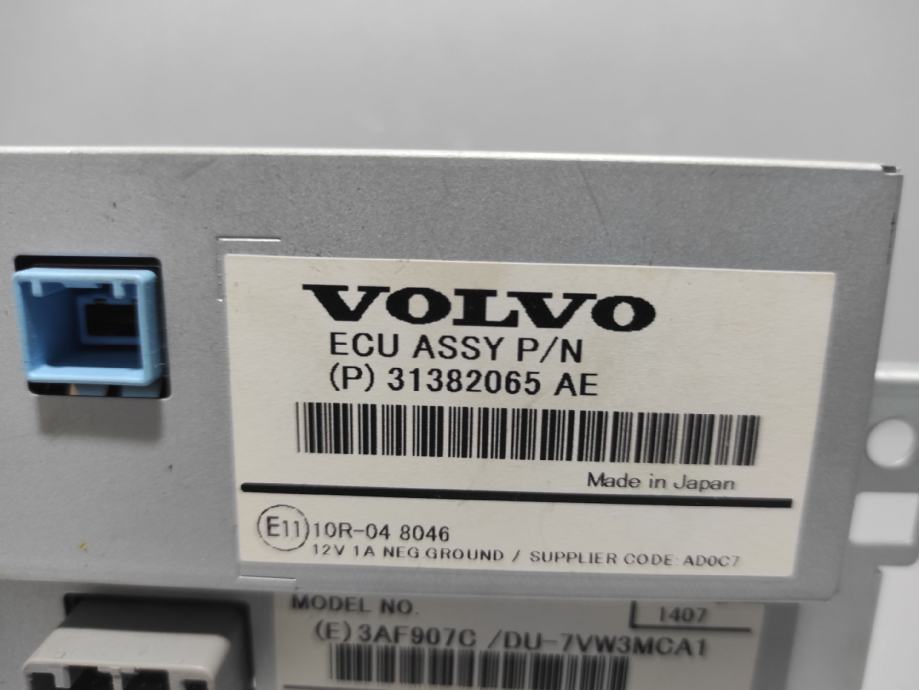 VOLVO
ECU ASSY P/N
(P) 31382065 AE
Made in Japan
E11 10R-04 8046
12V 1A NEG GROUND / SUPPLIER CODE: AD0C7
MODEL NO.
1407
(E) 3AF907C /DU-7VW3MCA1